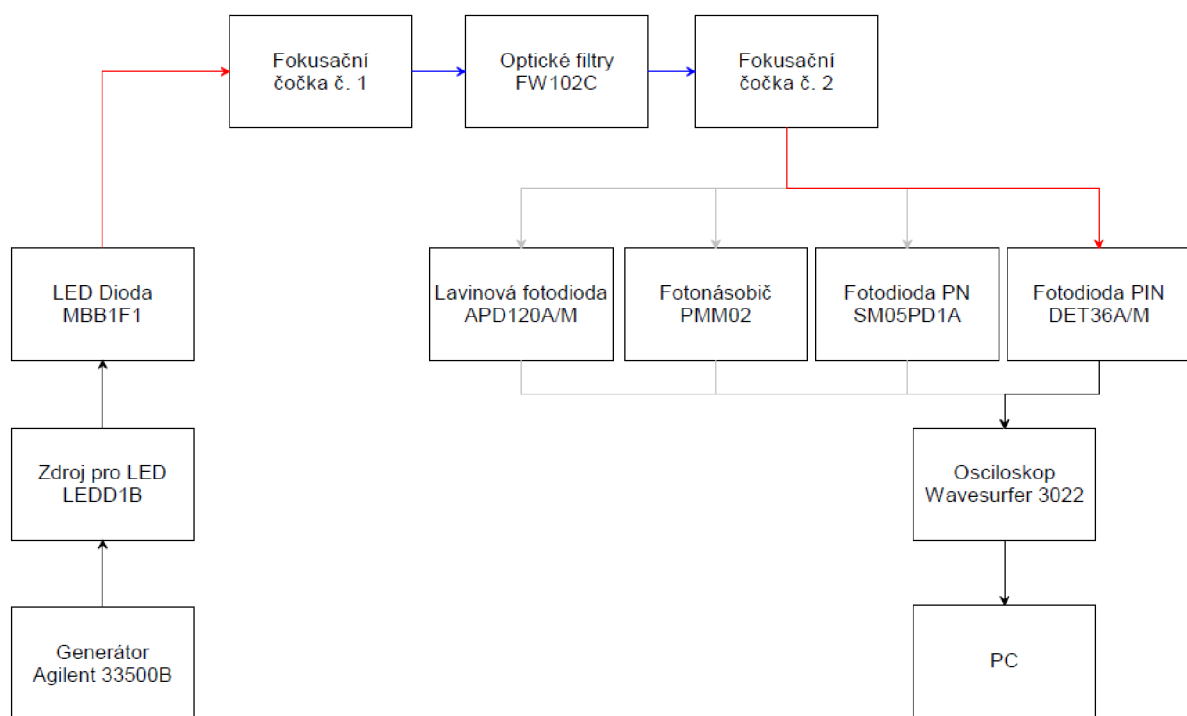 Fokusační
čočka č. 1
Optické filtry
FW102C
Fokusační
čočka č. 2
LED Dioda
MBB1F1
Lavinová fotodioda
APD120A/M
Fotonásobič
PMM02
Fotodioda PN
SM05PD1A
Fotodioda PIN
DET36A/M
Zdroj pro LED
LEDD1B
Osciloskop
Wavesurfer 3022
Generátor
Agilent 33500B
PC